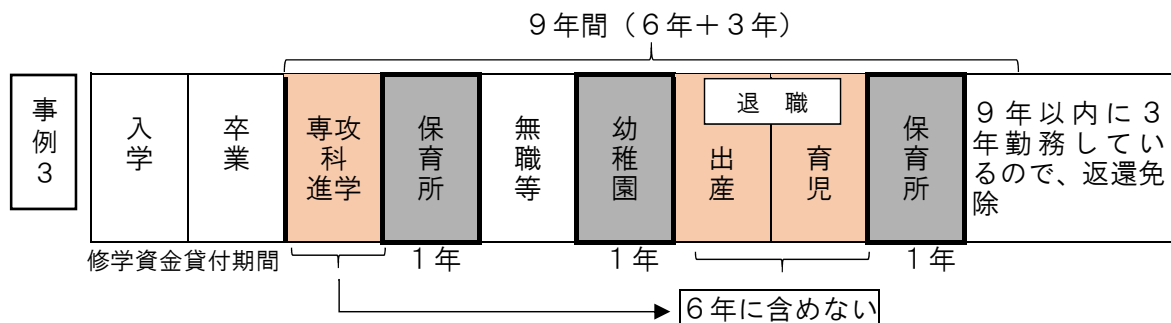 ９年間（６年＋３年）
事例３
入学
卒業
専攻科進学
保育所
無職等
幼稚園
退　職
出産
育児
保育所
９年以内に３
年勤務してい
るので、返還免
除
修学資金貸付期間
１年
１年
１年
６年に含めない